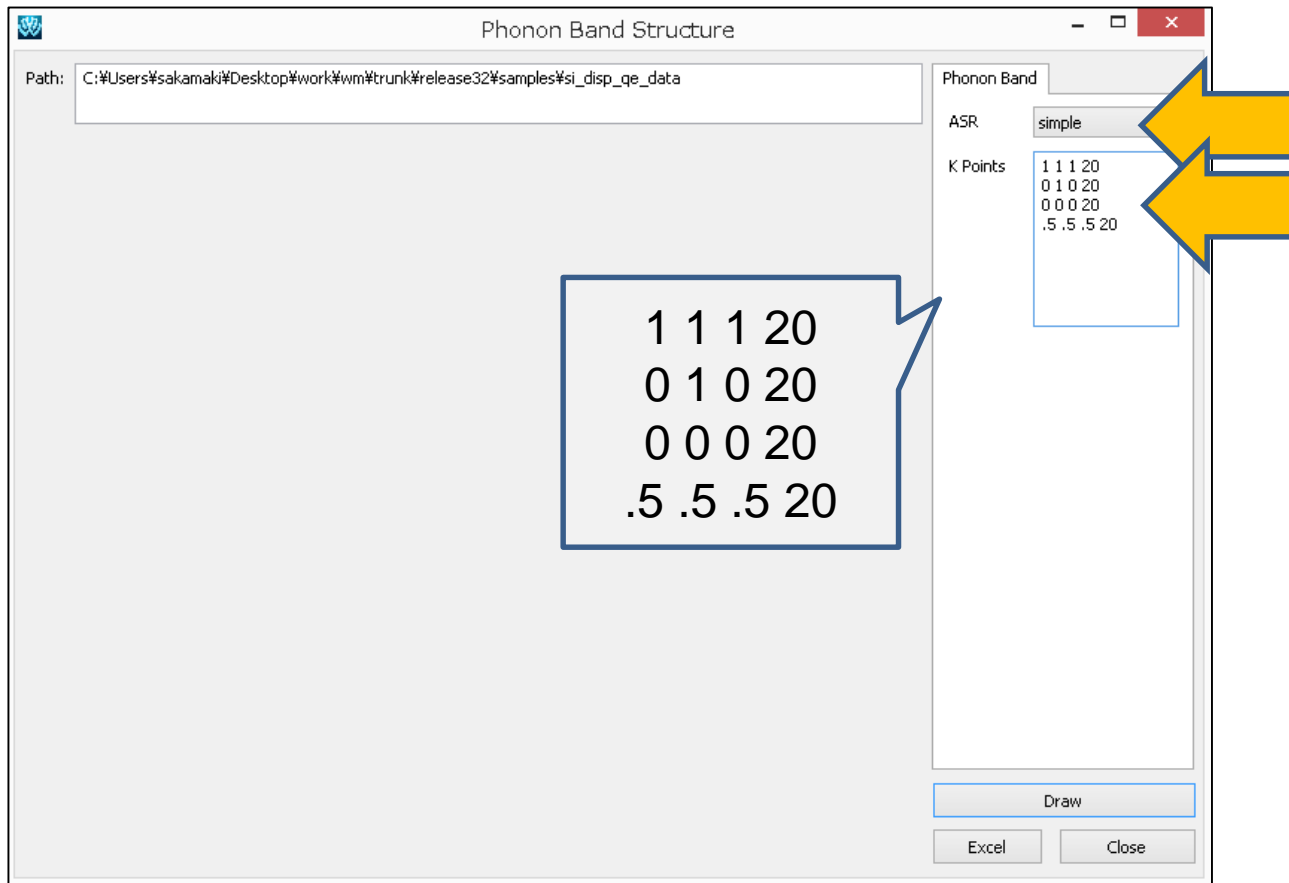 Phonon Band Structure
Path: C:¥Users¥sakamaki¥Desktop¥work¥wm¥trunk¥release32¥samples¥si_disp_qe_data
Phonon Band
ASR simple
K Points
1 1 1 20
0 1 0 20
0 0 0 20
.5 .5 .5 20
1 1 1 20
0 1 0 20
0 0 0 20
.5 .5 .5 20
Draw
Excel Close